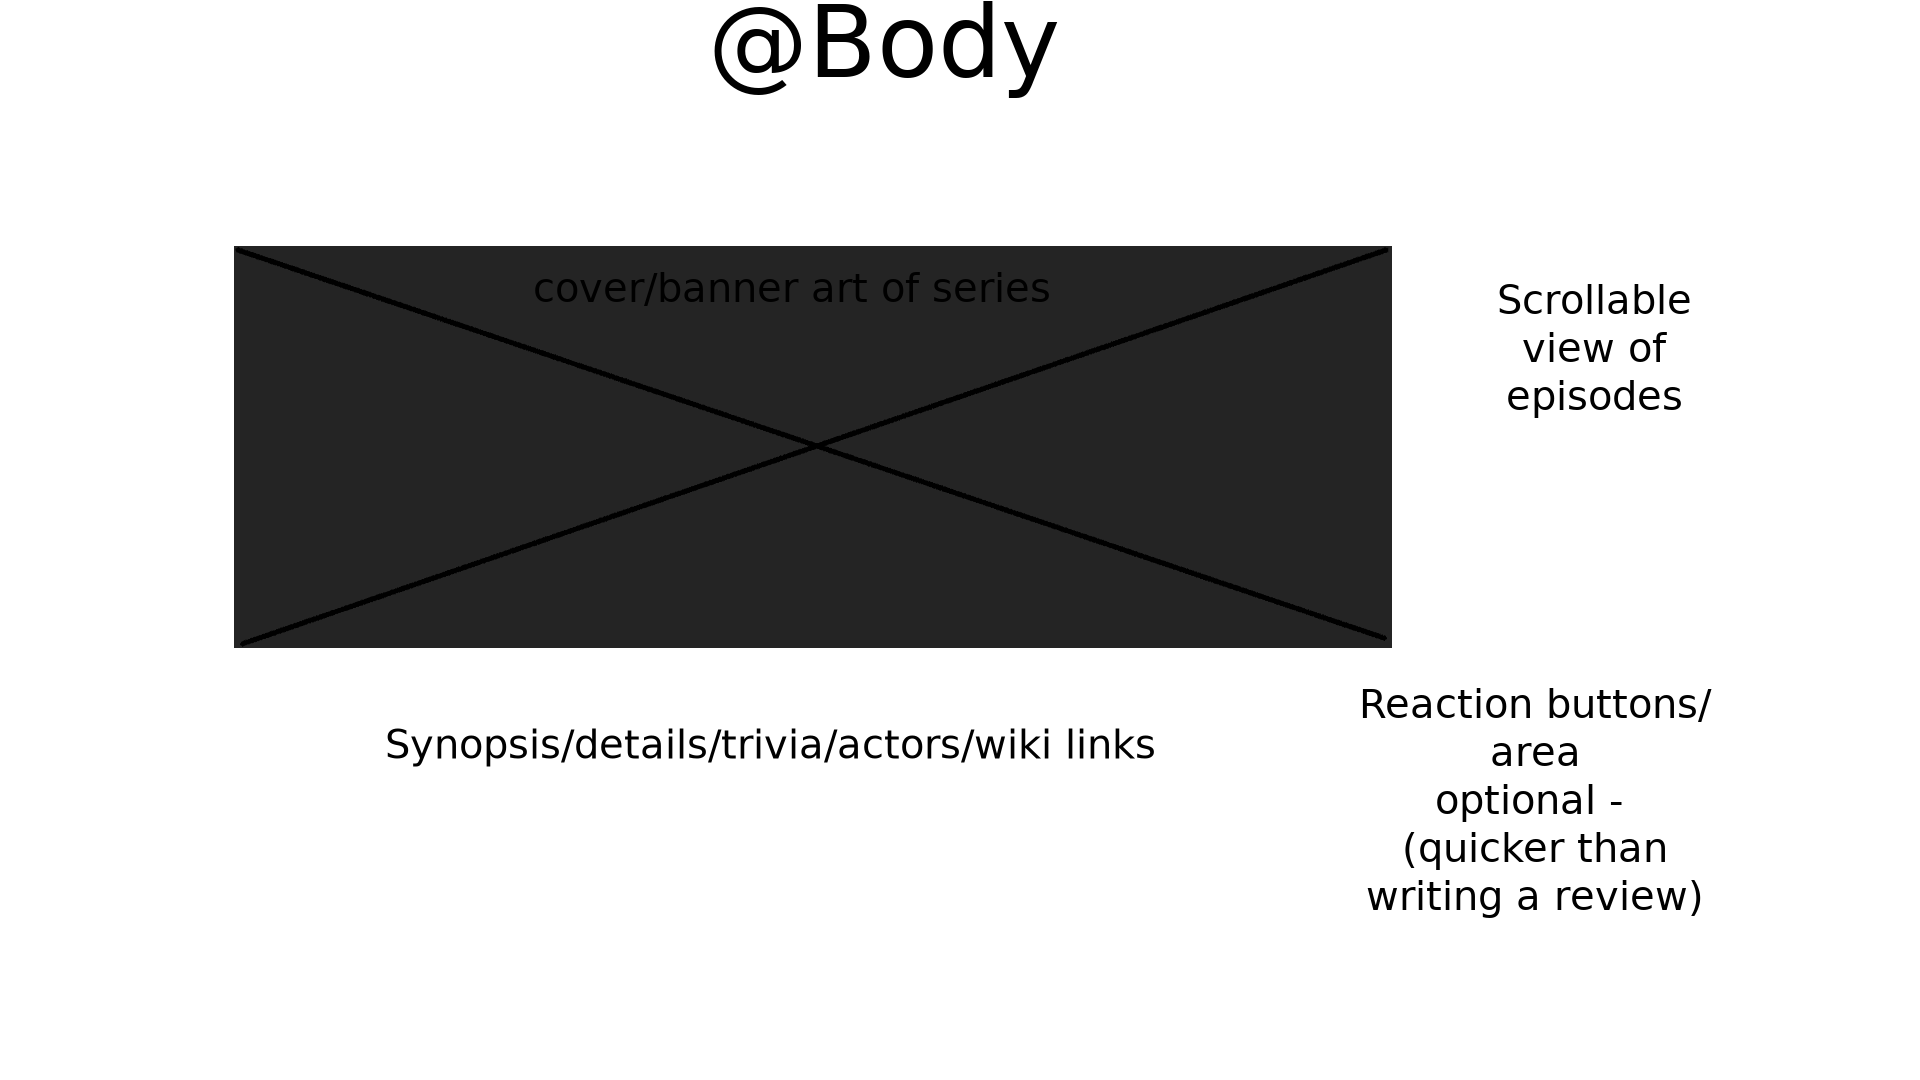 @Body
cover/banner art of series
Scrollable
view of
episodes
Synopsis/details/trivia/actors/wiki links
Reaction buttons/
area
optional -
(quicker than
writing a review)